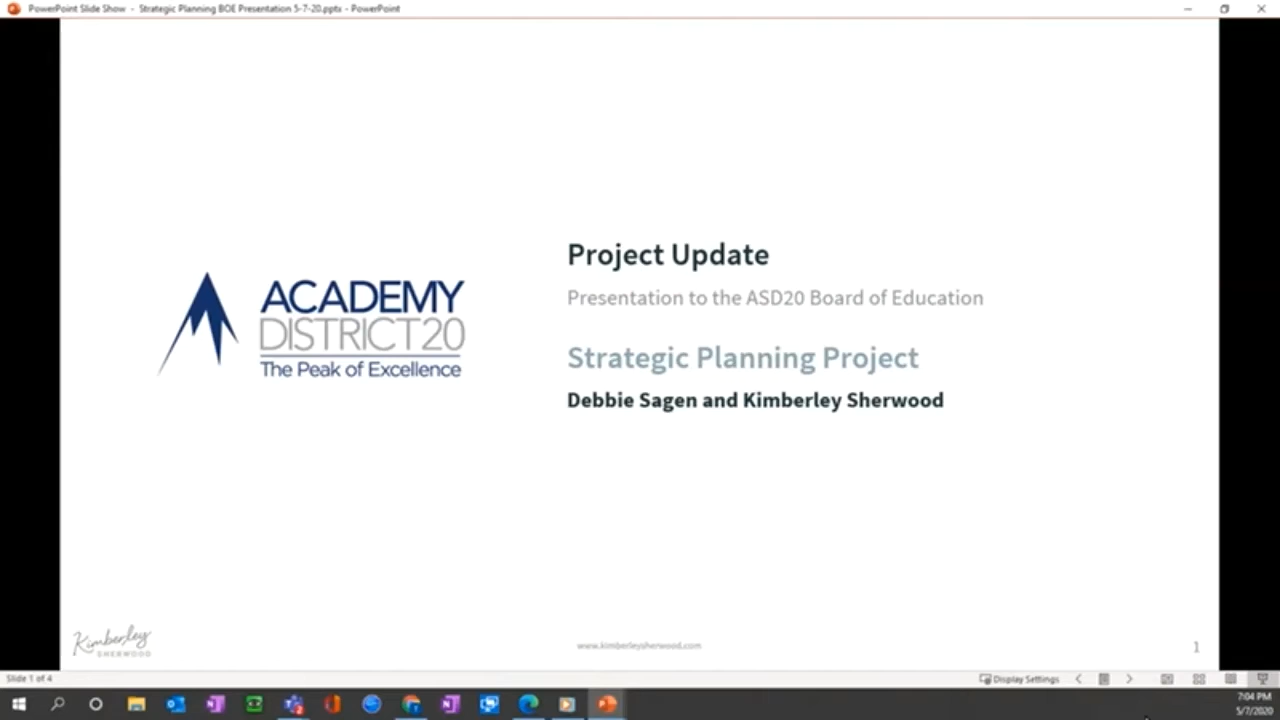 PowerPoint Slide Show - Strategic Planning BOE Presentation 5-7-20.pptx - PowerPoint
Project Update
Presentation to the ASD20 Board of Education
ACADEMY
DISTRICT 20
The Peak of Excellence
Strategic Planning Project
Debbie Sagen and Kimberley Sherwood
Kimberley
SHERWOOD
www.kimberleysherwood.com
1
Slide 1 of 4
Display Settings
7:04 PM
5/7/2020